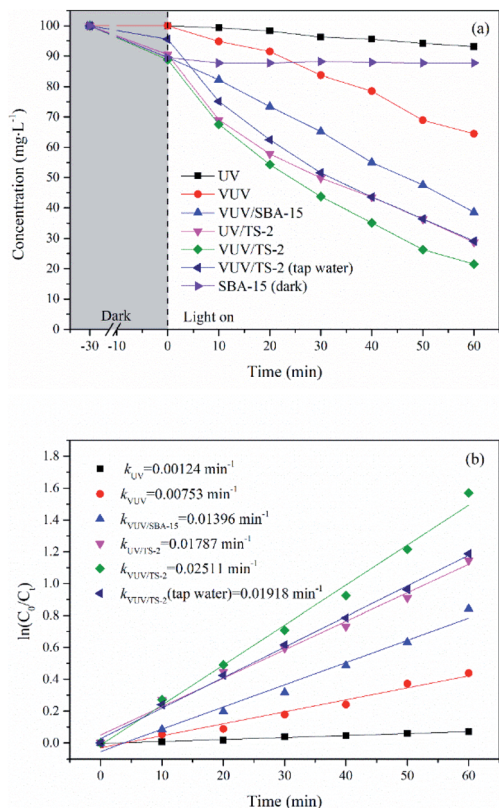 (a)
100
90
80
70
60
50
40
30
20
10
0
Concentration (mg·L⁻¹)
UV
VUV
VUV/SBA-15
UV/TS-2
VUV/TS-2
VUV/TS-2 (tap water)
SBA-15 (dark)
Dark
Light on
-30 -10 0 10 20 30 40 50 60
Time (min)
(b)
1.8
1.6
1.4
1.2
1.0
0.8
0.6
0.4
0.2
0.0
ln(C₀/Cₜ)
k_UV=0.00124 min⁻¹
k_VUV=0.00753 min⁻¹
k_VUV/SBA-15=0.01396 min⁻¹
k_UV/TS-2=0.01787 min⁻¹
k_VUV/TS-2=0.02511 min⁻¹
k_VUV/TS-2(tap water)=0.01918 min⁻¹
0 10 20 30 40 50 60
Time (min)